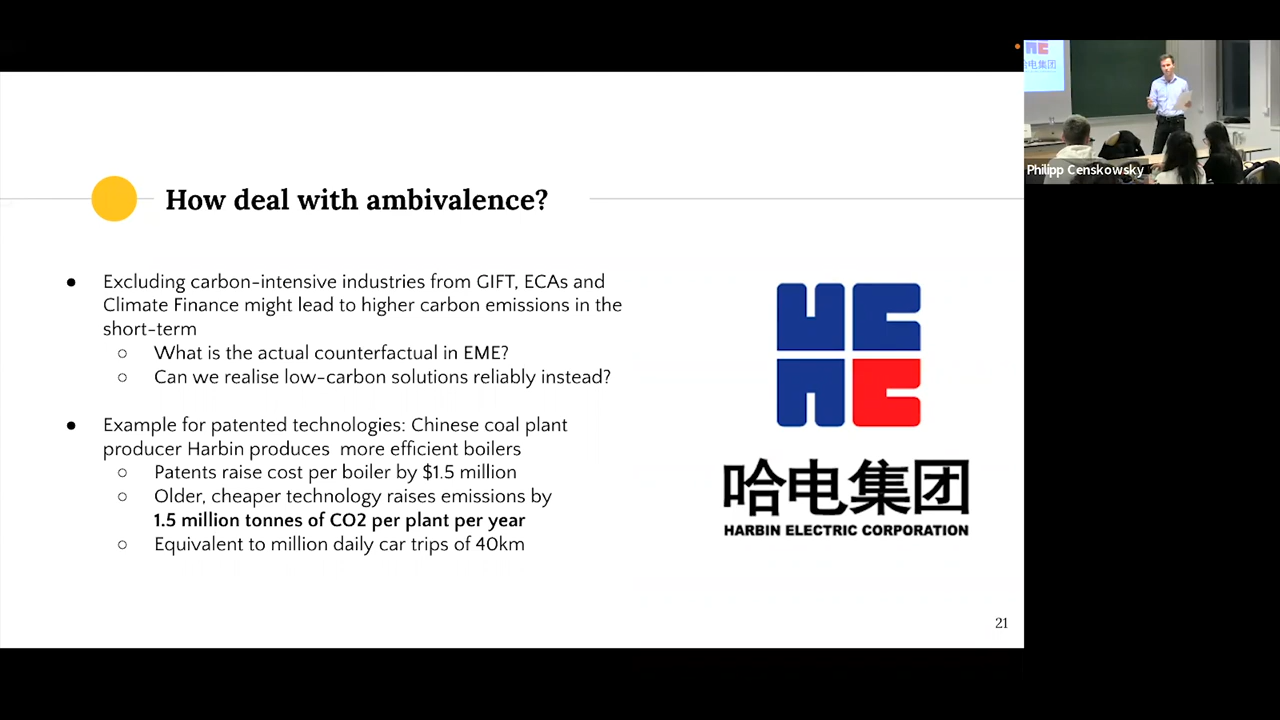 How deal with ambivalence?
● Excluding carbon-intensive industries from GIFT, ECAs and
Climate Finance might lead to higher carbon emissions in the
short-term
○ What is the actual counterfactual in EME?
○ Can we realise low-carbon solutions reliably instead?
● Example for patented technologies: Chinese coal plant
producer Harbin produces more efficient boilers
○ Patents raise cost per boiler by $1.5 million
○ Older, cheaper technology raises emissions by
1.5 million tonnes of CO2 per plant per year
○ Equivalent to million daily car trips of 40km
哈电集团
HARBIN ELECTRIC CORPORATION
21
哈电集团
Philipp Censkowsky